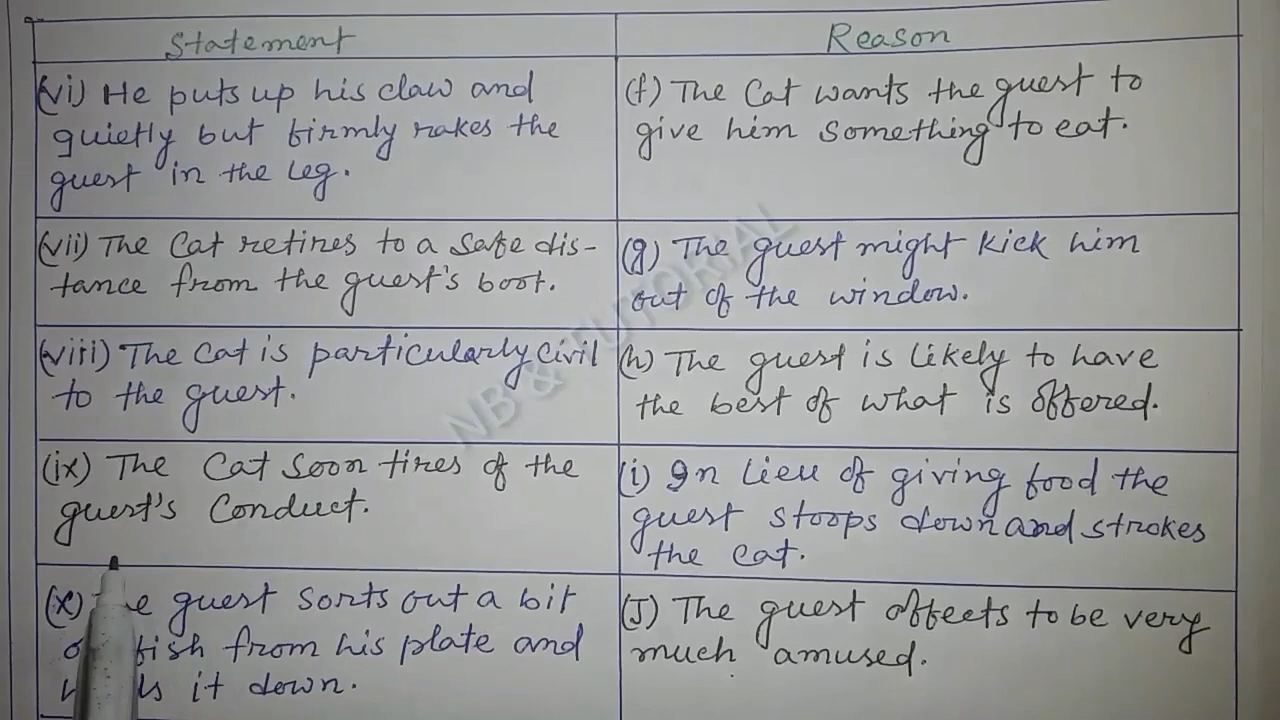 Statement
Reason
(vi) He puts up his claw and
quietly but firmly rakes the
guest in the leg.
(f) The Cat wants the guest to
give him something to eat.
(vii) The Cat retires to a safe dis-
tance from the guest's boot.
(g) The guest might kick him
out of the window.
(viii) The Cat is particularly civil
to the guest.
(h) The guest is likely to have
the best of what is offered.
(ix) The Cat soon tires of the
guest's Conduct.
(i) In lieu of giving food the
guest stoops down and strokes
the cat.
(x) guest sorts out a bit
fish from his plate and
it down.
(J) The guest affects to be very
much amused.
NB & TUTORIAL